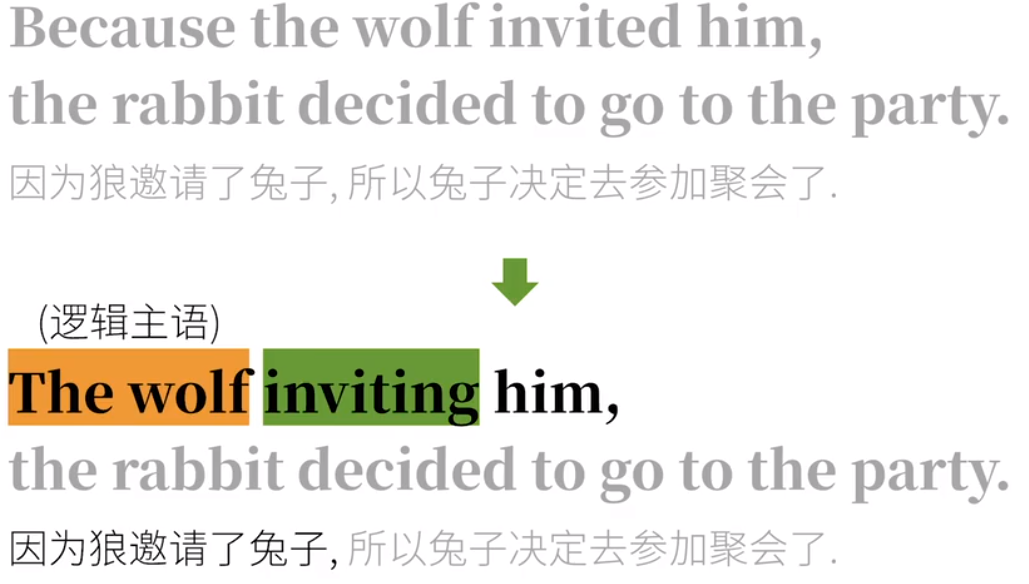 Because the wolf invited him,
the rabbit decided to go to the party.
因为狼邀请了兔子, 所以兔子决定去参加聚会了.
(逻辑主语)
The wolf inviting him,
the rabbit decided to go to the party.
因为狼邀请了兔子, 所以兔子决定去参加聚会了.